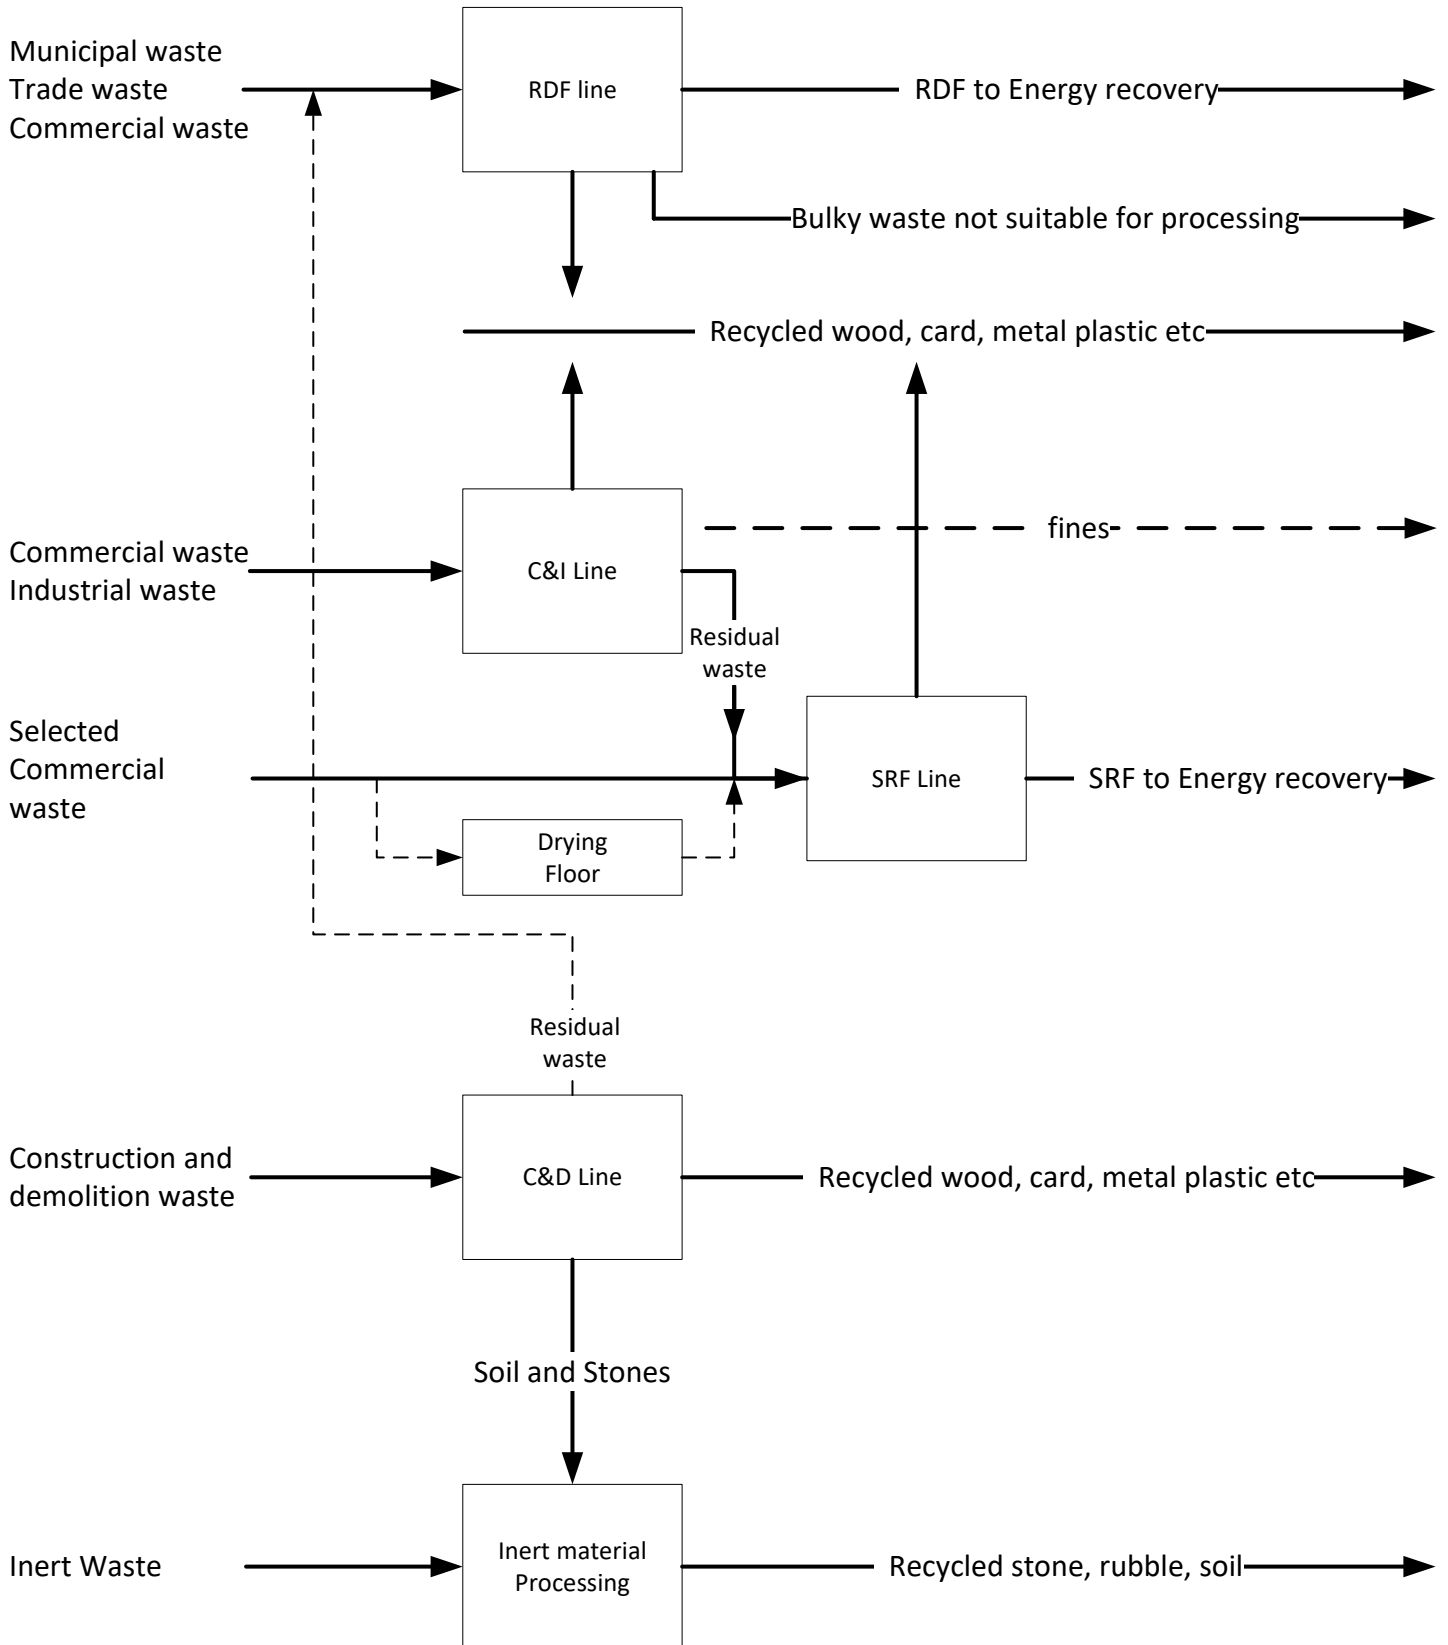 Municipal waste
Trade waste
Commercial waste
RDF line
RDF to Energy recovery
Bulky waste not suitable for processing
Recycled wood, card, metal plastic etc
fines
Commercial waste
Industrial waste
C&I Line
Residual
waste
Selected
Commercial
waste
SRF Line
SRF to Energy recovery
Drying
Floor
Residual
waste
Construction and
demolition waste
C&D Line
Recycled wood, card, metal plastic etc
Soil and Stones
Inert Waste
Inert material
Processing
Recycled stone, rubble, soil